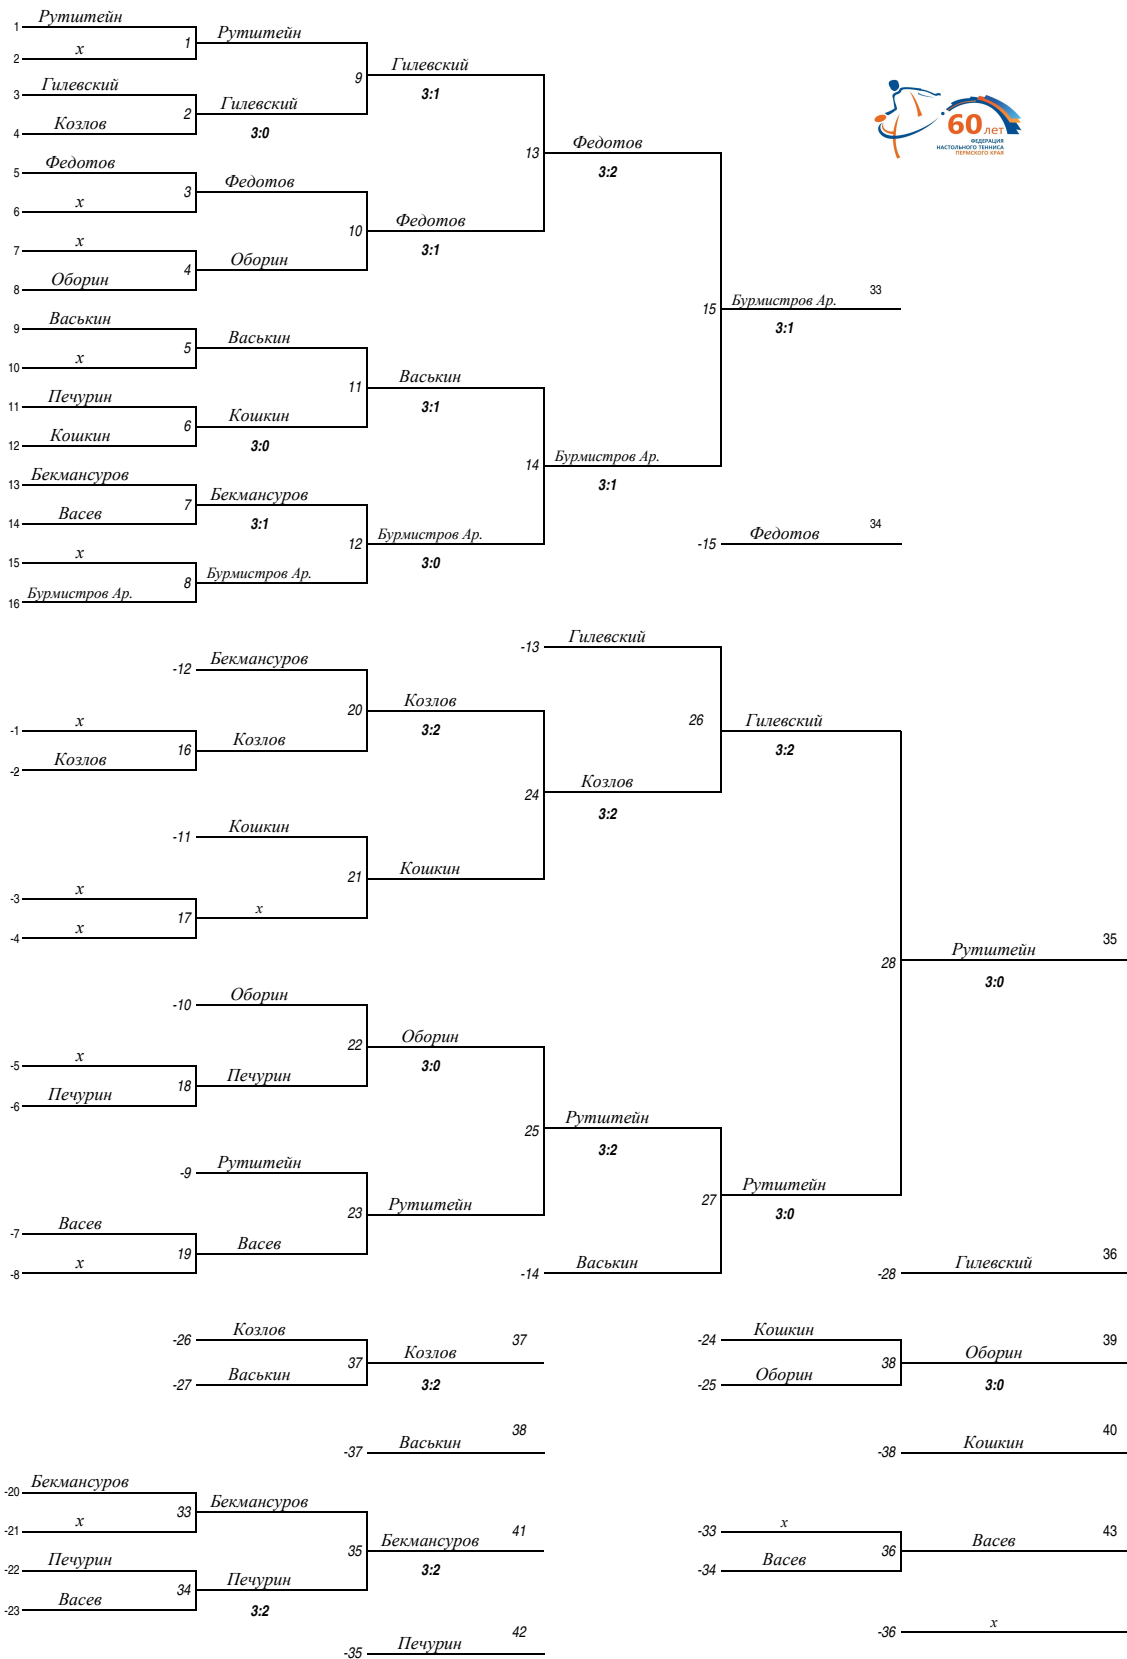 Рутштейн
1
х
2
1
Рутштейн
Гилевский
3
Козлов
4
2
Гилевский
3:0
9
Гилевский
3:1
Федотов
5
х
6
3
Федотов
х
7
Оборин
8
4
Оборин
10
Федотов
3:1
13
Федотов
3:2
60 лет
ФЕДЕРАЦИЯ
НАСТОЛЬНОГО ТЕННИСА
ПЕРМСКОГО КРАЯ
Васькин
9
х
10
5
Васькин
Печурин
11
Кошкин
12
6
Кошкин
3:0
11
Васькин
3:1
Бекмансуров
13
Васев
14
7
Бекмансуров
3:1
х
15
Бурмистров Ар.
16
8
Бурмистров Ар.
12
Бурмистров Ар.
3:0
14
Бурмистров Ар.
3:1
15
Бурмистров Ар.
33
3:1
-15
Федотов
34
-13
Гилевский
-12
Бекмансуров
-1
х
-2
Козлов
16
Козлов
20
Козлов
3:2
-11
Кошкин
-3
х
-4
х
17
х
21
Кошкин
24
Козлов
3:2
26
Гилевский
3:2
-10
Оборин
-5
х
-6
Печурин
18
Печурин
22
Оборин
3:0
-9
Рутштейн
-7
Васев
-8
х
19
Васев
23
Рутштейн
25
Рутштейн
3:2
-14
Васькин
27
Рутштейн
3:0
28
Рутштейн
35
3:0
-28
Гилевский
36
-26
Козлов
-27
Васькин
37
Козлов
37
3:2
-37
Васькин
38
-24
Кошкин
-25
Оборин
38
Оборин
39
3:0
-38
Кошкин
40
-20
Бекмансуров
-21
х
33
Бекмансуров
-22
Печурин
-23
Васев
34
Печурин
3:2
35
Бекмансуров
41
3:2
-35
Печурин
42
-33
х
-34
Васев
36
Васев
43
-36
х